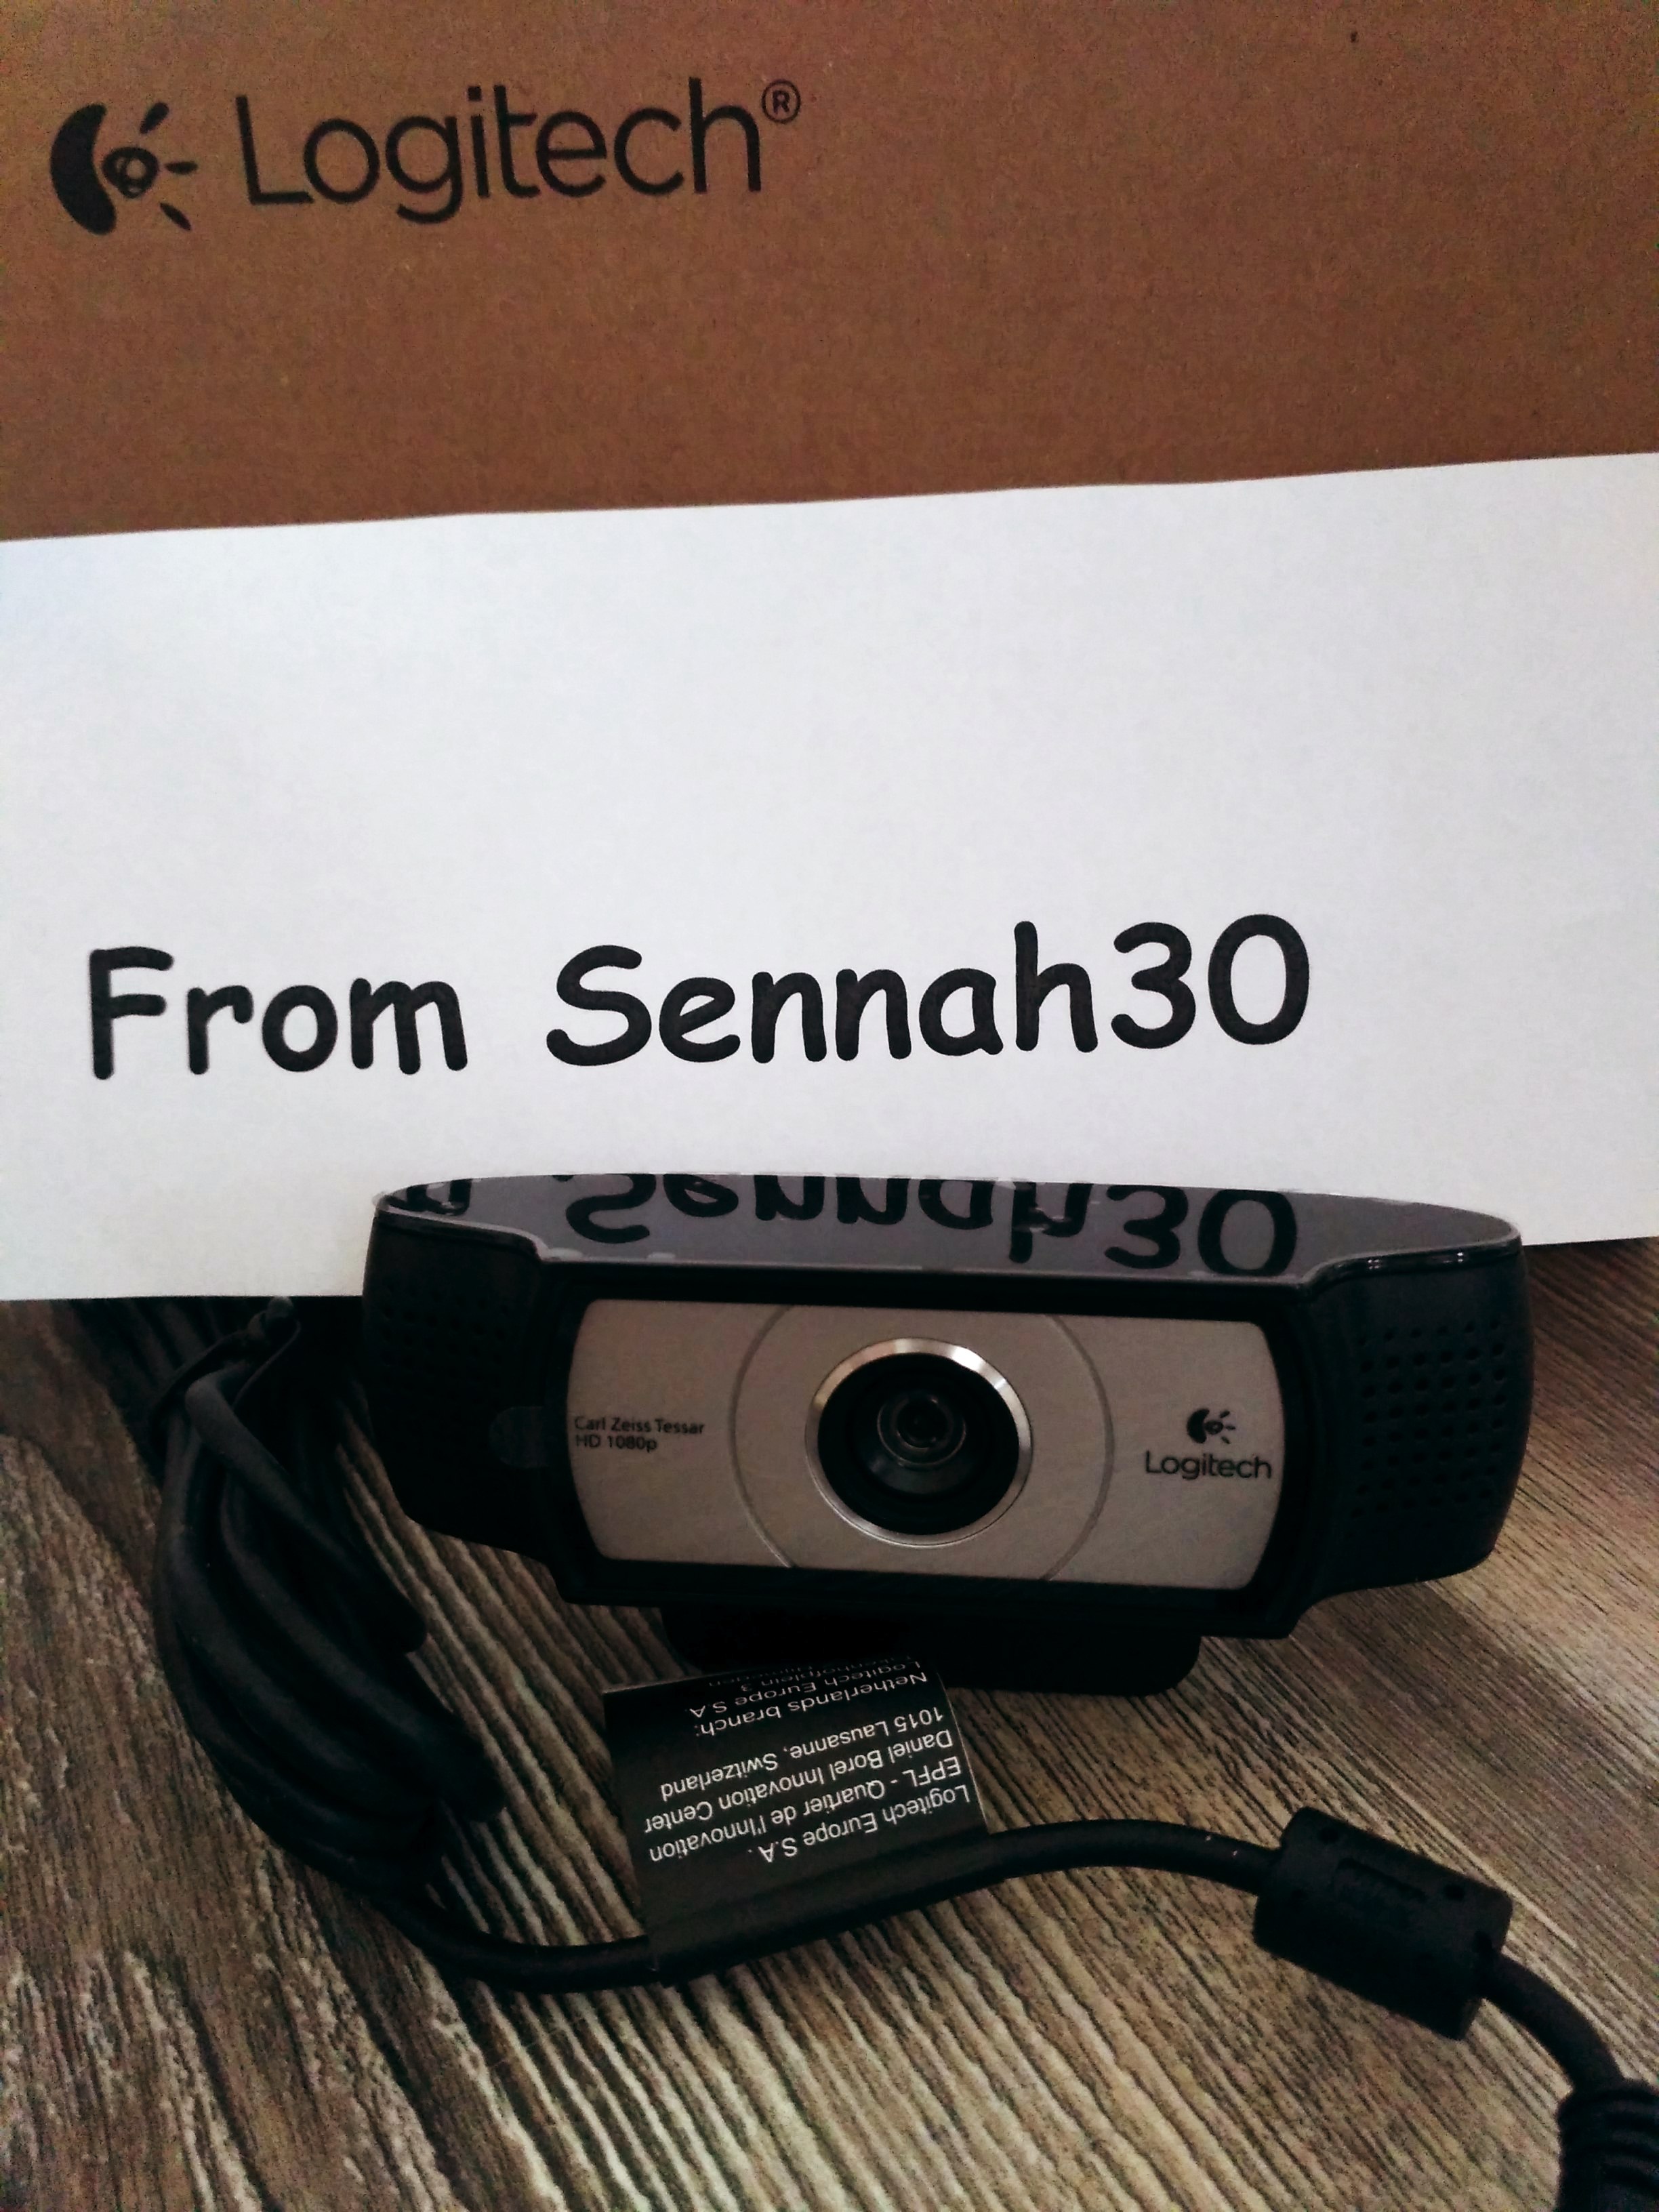 Logitech®
From Sennah30
Carl Zeiss Tessar
HD 1080p
Logitech
Logitech Europe S.A.
EPFL - Quartier de l'Innovation
Daniel Borel Innovation Center
1015 Lausanne, Switzerland
Netherlands branch:
Logitech Europe S.A.